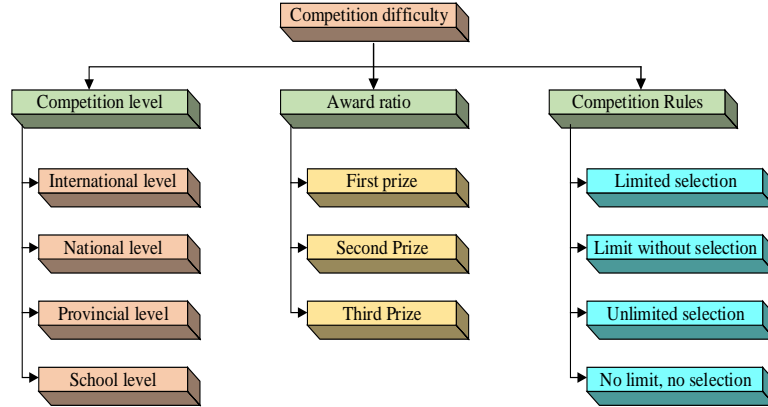 Competition difficulty
Competition level
Award ratio
Competition Rules
International level
First prize
Limited selection
National level
Second Prize
Limit without selection
Provincial level
Third Prize
Unlimited selection
School level
No limit, no selection